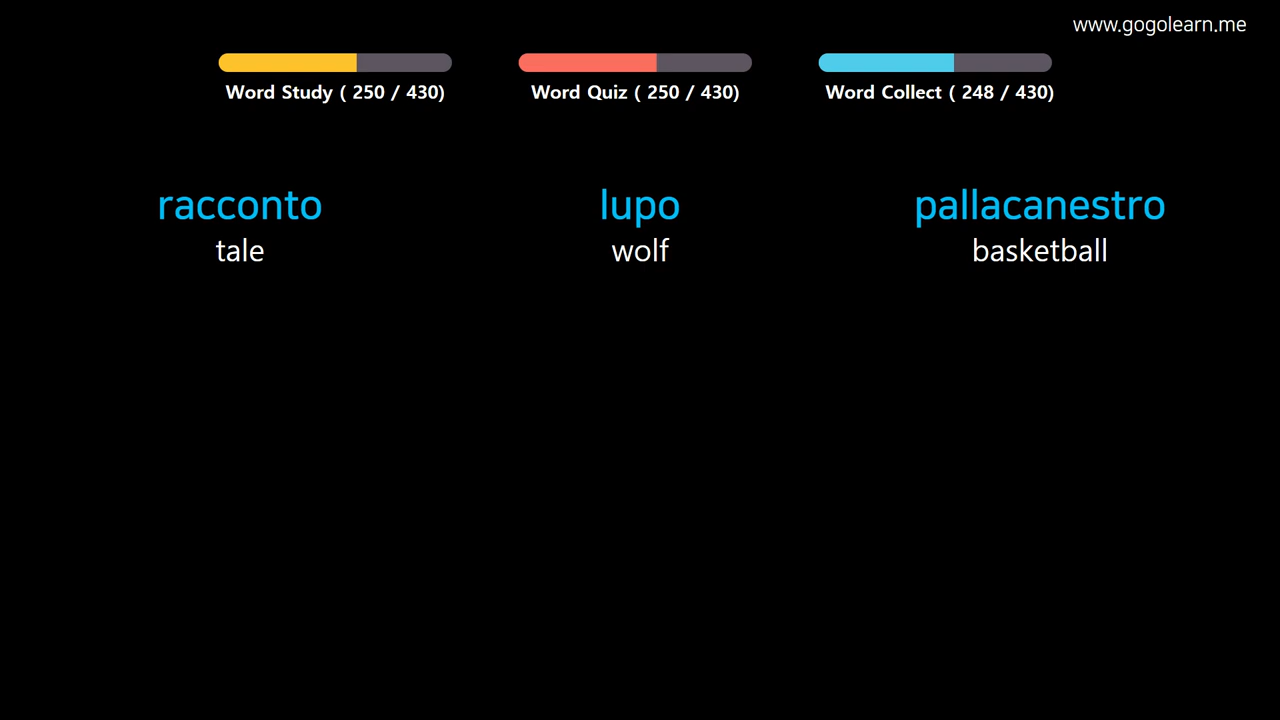 www.gogolearn.me
Word Study ( 250 / 430)
Word Quiz ( 250 / 430)
Word Collect ( 248 / 430)
racconto
tale
lupo
wolf
pallacanestro
basketball